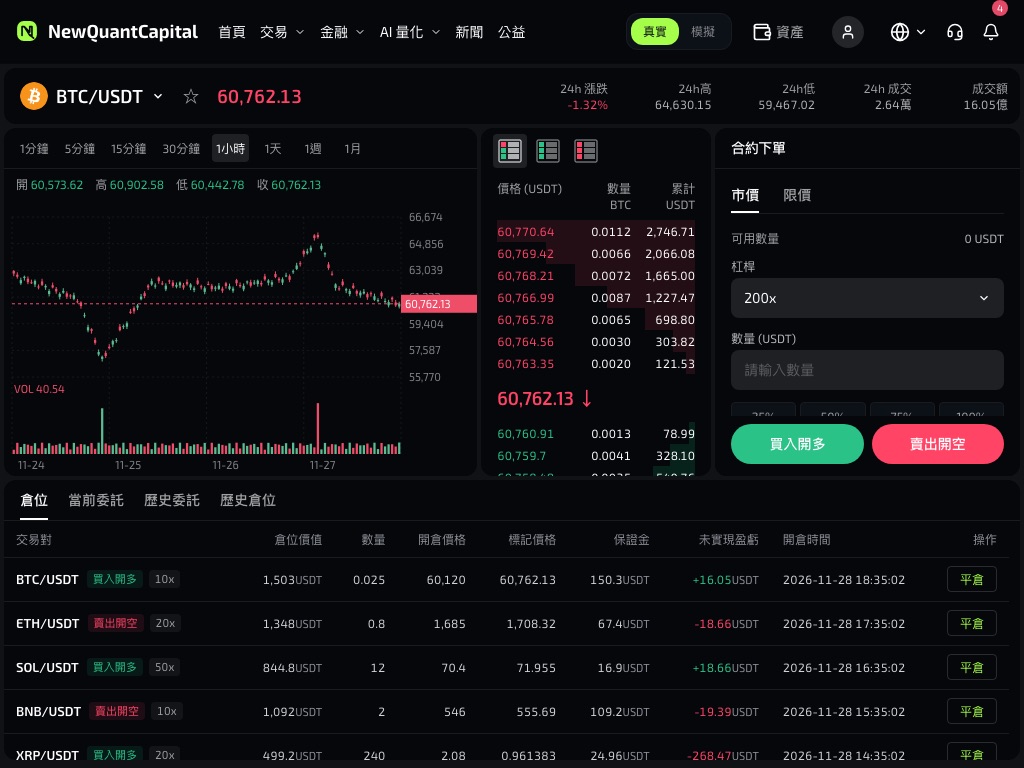 NewQuantCapital 首頁 交易 金融 AI 量化 新聞 公益 真實 模擬 資產 4
BTC/USDT 60,762.13
24h 漲跌 24h高 24h低 24h 成交 成交額
-1.32% 64,630.15 59,467.02 2.64萬 16.05億
1分鐘 5分鐘 15分鐘 30分鐘 1小時 1天 1週 1月
開 60,573.62 高 60,902.58 低 60,442.78 收 60,762.13
66,674
64,856
63,039
60,762.13
59,404
57,587
55,770
VOL 40.54
11-24 11-25 11-26 11-27
價格 (USDT) 數量 累計
BTC USDT
60,770.64 0.0112 2,746.71
60,769.42 0.0066 2,066.08
60,768.21 0.0072 1,665.00
60,766.99 0.0087 1,227.47
60,765.78 0.0065 698.80
60,764.56 0.0030 303.82
60,763.35 0.0020 121.53
60,762.13 ↓
60,760.91 0.0013 78.99
60,759.7 0.0041 328.10
合約下單
市價 限價
可用數量 0 USDT
杠桿
200x
數量 (USDT)
請輸入數量
25% 50% 75% 100%
買入開多 賣出開空
倉位 當前委託 歷史委託 歷史倉位
交易對 倉位價值 數量 開倉價格 標記價格 保證金 未實現盈虧 開倉時間 操作
BTC/USDT 買入開多 10x 1,503USDT 0.025 60,120 60,762.13 150.3USDT +16.05USDT 2026-11-28 18:35:02 平倉
ETH/USDT 賣出開空 20x 1,348USDT 0.8 1,685 1,708.32 67.4USDT -18.66USDT 2026-11-28 17:35:02 平倉
SOL/USDT 買入開多 50x 844.8USDT 12 70.4 71.955 16.9USDT +18.66USDT 2026-11-28 16:35:02 平倉
BNB/USDT 賣出開空 10x 1,092USDT 2 546 555.69 109.2USDT -19.39USDT 2026-11-28 15:35:02 平倉
XRP/USDT 買入開多 20x 499.2USDT 240 2.08 0.961383 24.96USDT -268.47USDT 2026-11-28 14:35:02 平倉